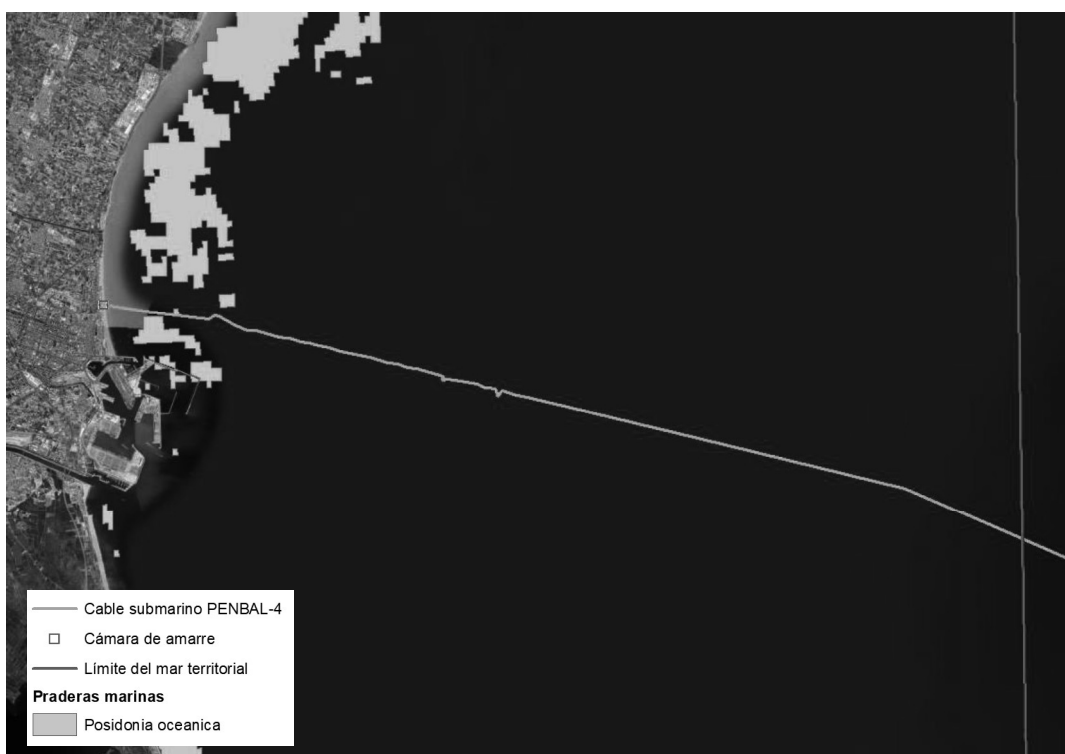 Cable submarino PENBAL-4
Cámara de amarre
Límite del mar territorial
Praderas marinas
Posidonia oceanica